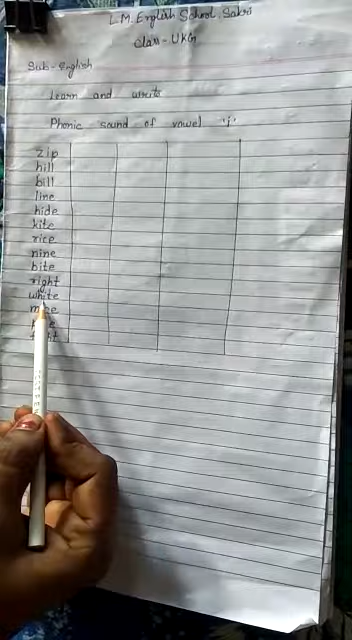 L.M. English School, Sakri
Class - UKG
Sub - English
Learn and write
Phonic sound of vowel 'i'
zip
hill
bill
line
hide
kite
rice
nine
bite
right
white